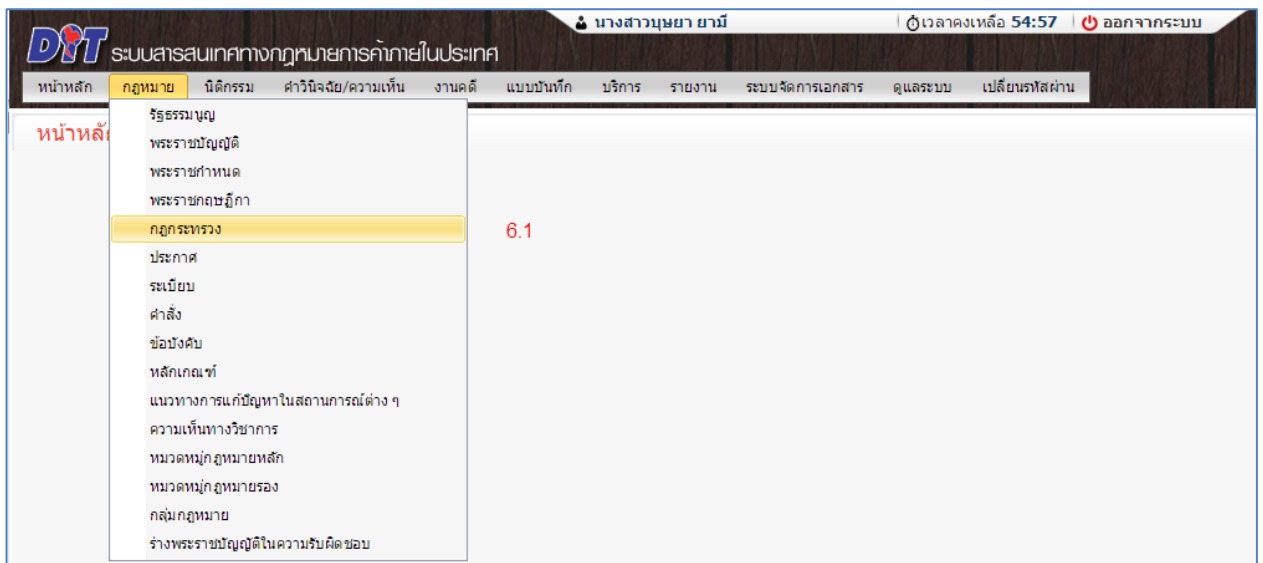 นางสาวบุษยา ยามี เวลาคงเหลือ 54:57 ออกจากระบบ
DIT ระบบสารสนเทศทางกฎหมายการค้าภายในประเทศ
หน้าหลัก กฎหมาย นิติกรรม คำวินิจฉัย/ความเห็น งานคดี แบบบันทึก บริการ รายงาน ระบบจัดการเอกสาร ดูแลระบบ เปลี่ยนรหัสผ่าน
หน้าหลัก
รัฐธรรมนูญ
พระราชบัญญัติ
พระราชกำหนด
พระราชกฤษฎีกา
กฎกระทรวง 6.1
ประกาศ
ระเบียบ
คำสั่ง
ข้อบังคับ
หลักเกณฑ์
แนวทางการแก้ปัญหาในสถานการณ์ต่าง ๆ
ความเห็นทางวิชาการ
หมวดหมู่กฎหมายหลัก
หมวดหมู่กฎหมายรอง
กลุ่มกฎหมาย
ร่างพระราชบัญญัติในความรับผิดชอบ